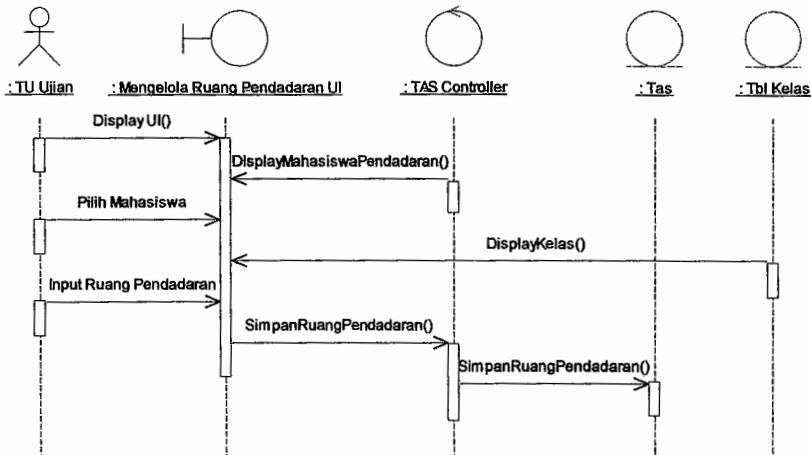 : TU Ujian
: Mengelola Ruang Pendadaran UI
: TAS Controller
: Tas
: Tbl Kelas
Display UI()
DisplayMahasiswaPendadaran()
Pilih Mahasiswa
DisplayKelas()
Input Ruang Pendadaran
SimpanRuangPendadaran()
SimpanRuangPendadaran()